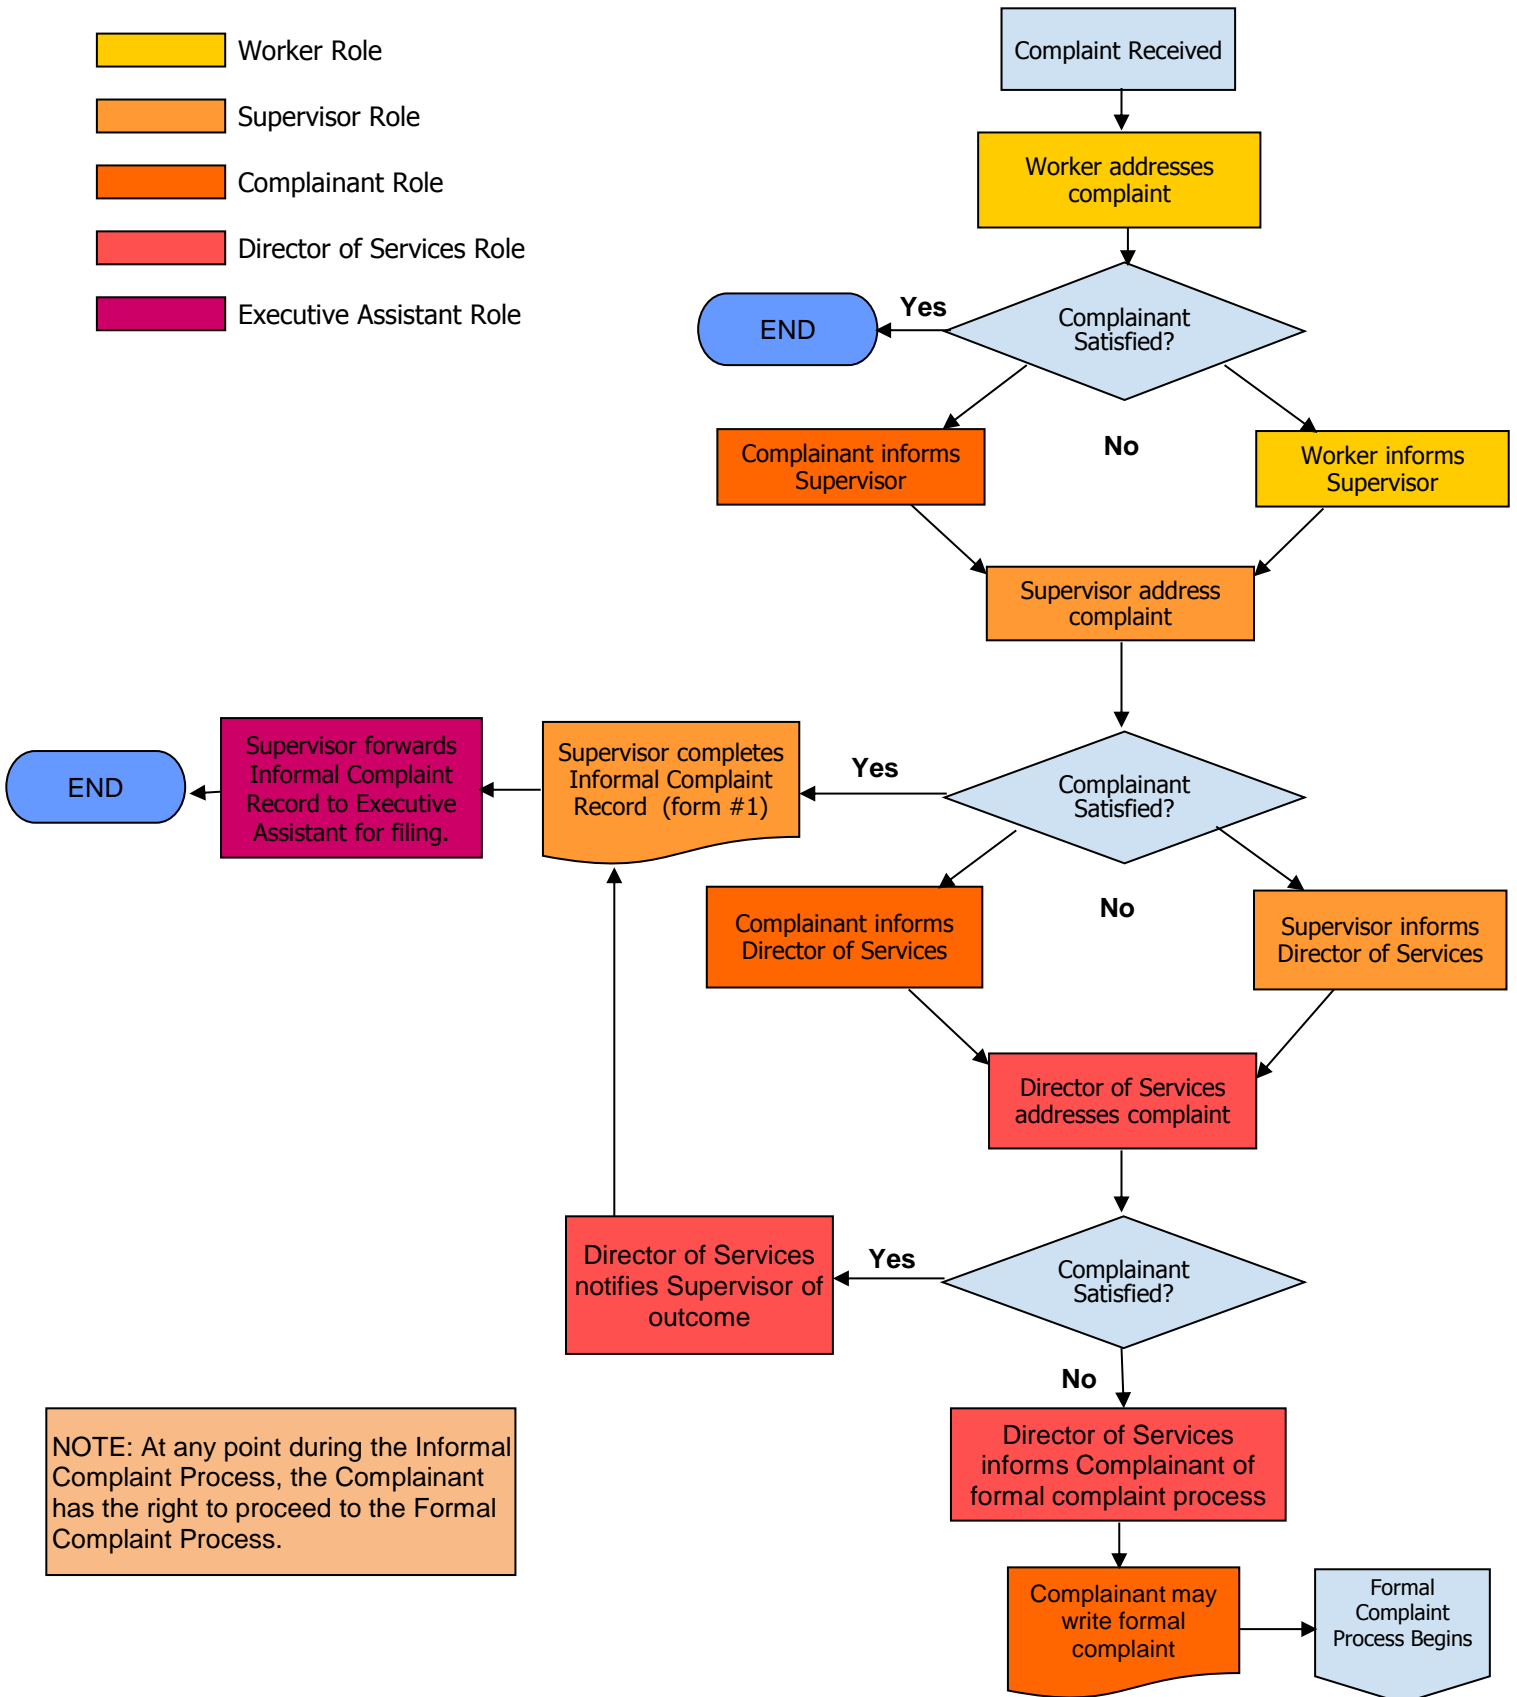 Worker Role
Supervisor Role
Complainant Role
Director of Services Role
Executive Assistant Role
Complaint Received
Worker addresses
complaint
Complainant
Satisfied?
Yes
END
No
Complainant informs
Supervisor
Worker informs
Supervisor
Supervisor address
complaint
Complainant
Satisfied?
Yes
Supervisor completes
Informal Complaint
Record  (form #1)
Supervisor forwards
Informal Complaint
Record to Executive
Assistant for filing.
END
No
Complainant informs
Director of Services
Supervisor informs
Director of Services
Director of Services
addresses complaint
Complainant
Satisfied?
Yes
Director of Services
notifies Supervisor of
outcome
No
Director of Services
informs Complainant of
formal complaint process
NOTE: At any point during the Informal
Complaint Process, the Complainant
has the right to proceed to the Formal
Complaint Process.
Complainant may
write formal
complaint
Formal
Complaint
Process Begins